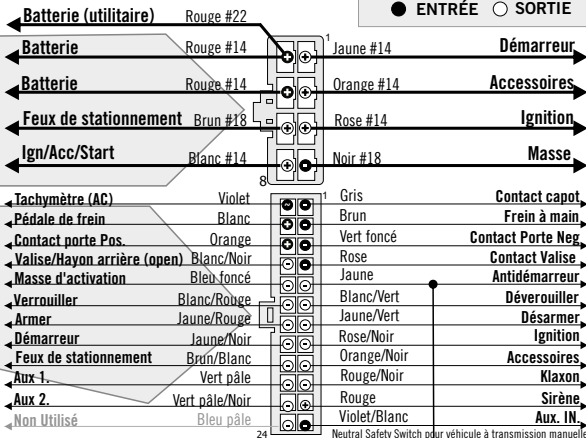 ● ENTRÉE ○ SORTIE
Batterie (utilitaire) Rouge #22
1
Batterie Rouge #14 Jaune #14 Démarreur
Batterie Rouge #14 Orange #14 Accessoires
Feux de stationnement Brun #18 Rose #14 Ignition
Ign/Acc/Start Blanc #14 Noir #18 Masse
8
1
Tachymètre (AC) Violet Gris Contact capot
Pédale de frein Blanc Brun Frein à main
Contact porte Pos. Orange Vert foncé Contact Porte Neg
Valise/Hayon arrière (open) Blanc/Noir Rose Contact Valise
Masse d'activation Bleu foncé Jaune Antidémarreur
Verrouiller Blanc/Rouge Blanc/Vert Déverouiller
Armer Jaune/Rouge Jaune/Vert Désarmer
Démarreur Jaune/Noir Rose/Noir Ignition
Feux de stationnement Brun/Blanc Orange/Noir Accessoires
Aux 1. Vert pâle Rouge/Noir Klaxon
Aux 2. Vert pâle/Noir Rouge Sirène
Non Utilisé Bleu pâle Violet/Blanc Aux. IN.
24 Neutral Safety Switch pour véhicule à transmission manuelle